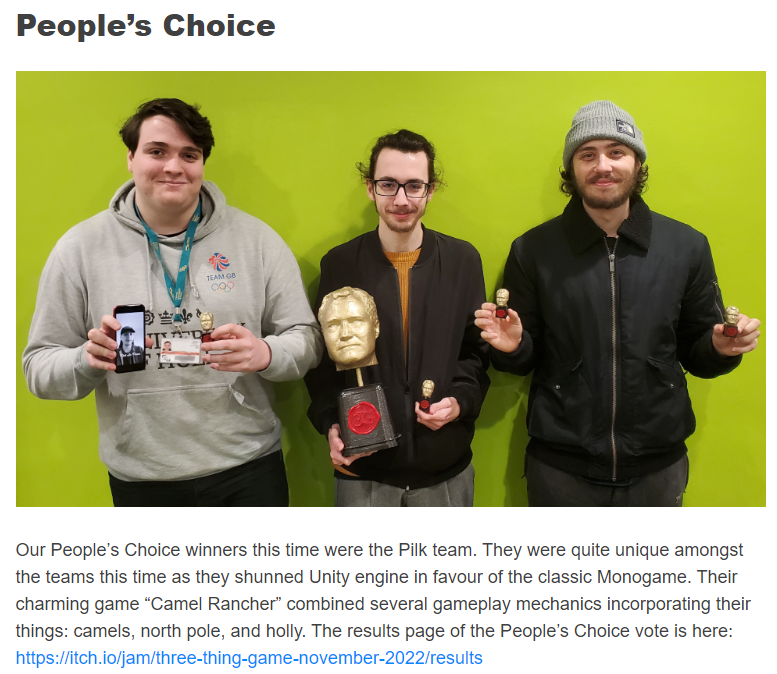 People’s Choice
TEAM GB
Our People’s Choice winners this time were the Pilk team. They were quite unique amongst
the teams this time as they shunned Unity engine in favour of the classic Monogame. Their
charming game “Camel Rancher” combined several gameplay mechanics incorporating their
things: camels, north pole, and holly. The results page of the People’s Choice vote is here:
https://itch.io/jam/three-thing-game-november-2022/results